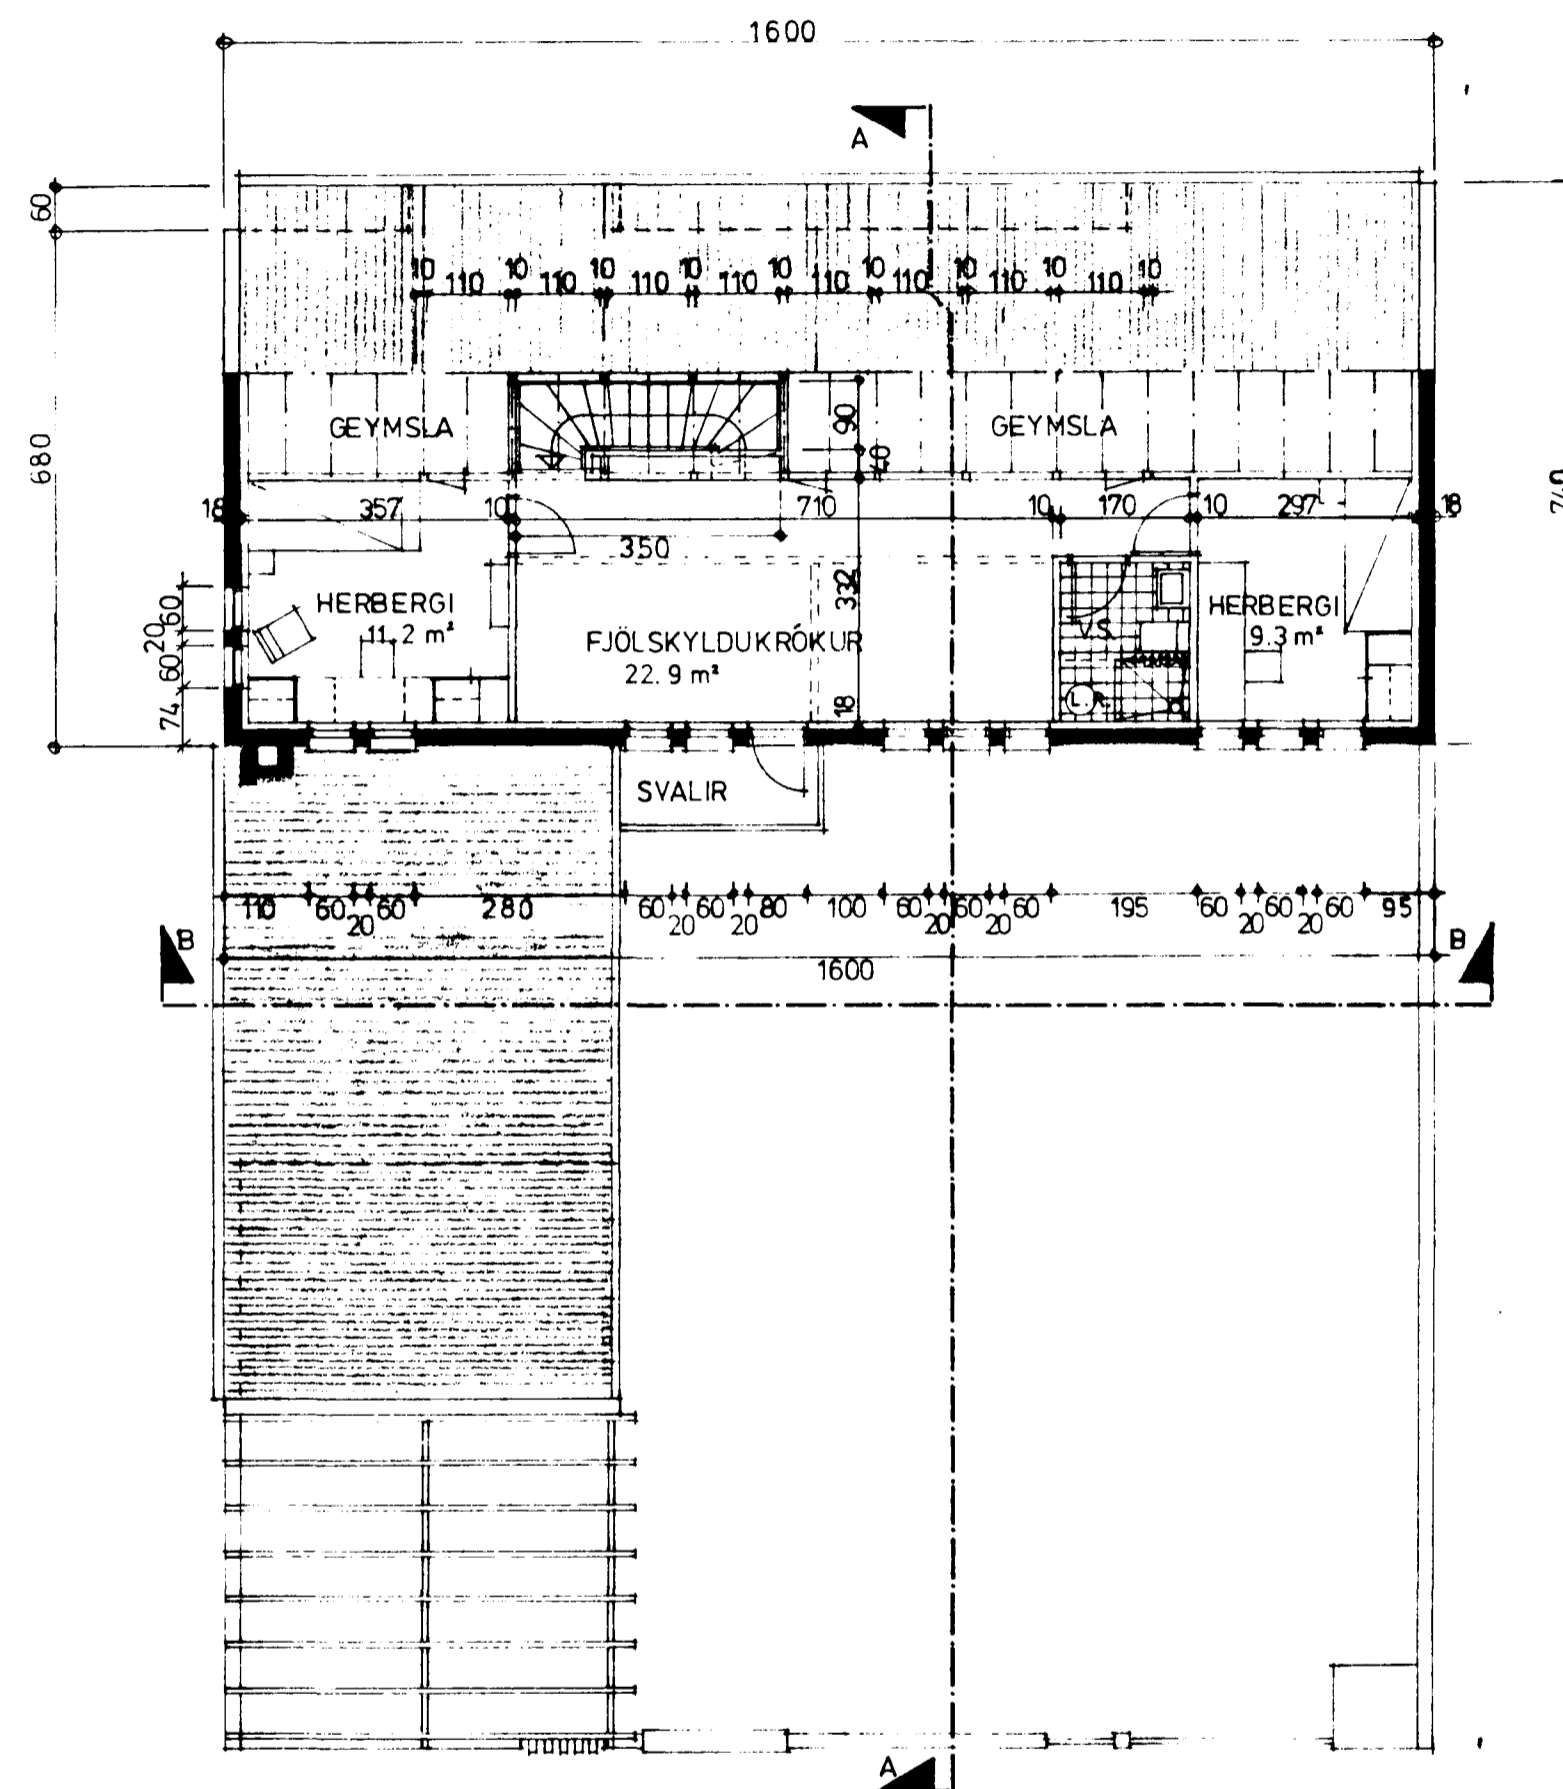 1600
A
60
10 10 10 10 10 10 10 10 10
110 110 110 110 110 110 110 110
680
740
GEYMSLA
GEYMSLA
90
40
18 357 10 710 10 170 10 297 18
350
332
60
20
60
74
HERBERGI
11.2 m²
FJÖLSKYLDUKRÓKUR
22.9 m²
V.S.
HERBERGI
9.3 m²
18
SVALIR
110 60 60 280 60 60 80 100 60 60 60 195 60 60 60 95
20 20 20 20 20 20 20
B
B
1600
A